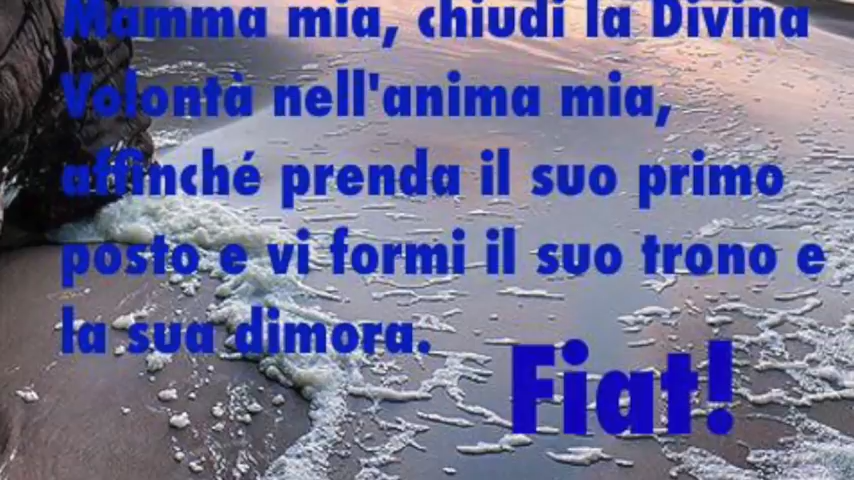 Mamma mia, chiudi la Divina
Volontà nell'anima mia,
affinché prenda il suo primo
posto e vi formi il suo trono e
la sua dimora.
Fiat!